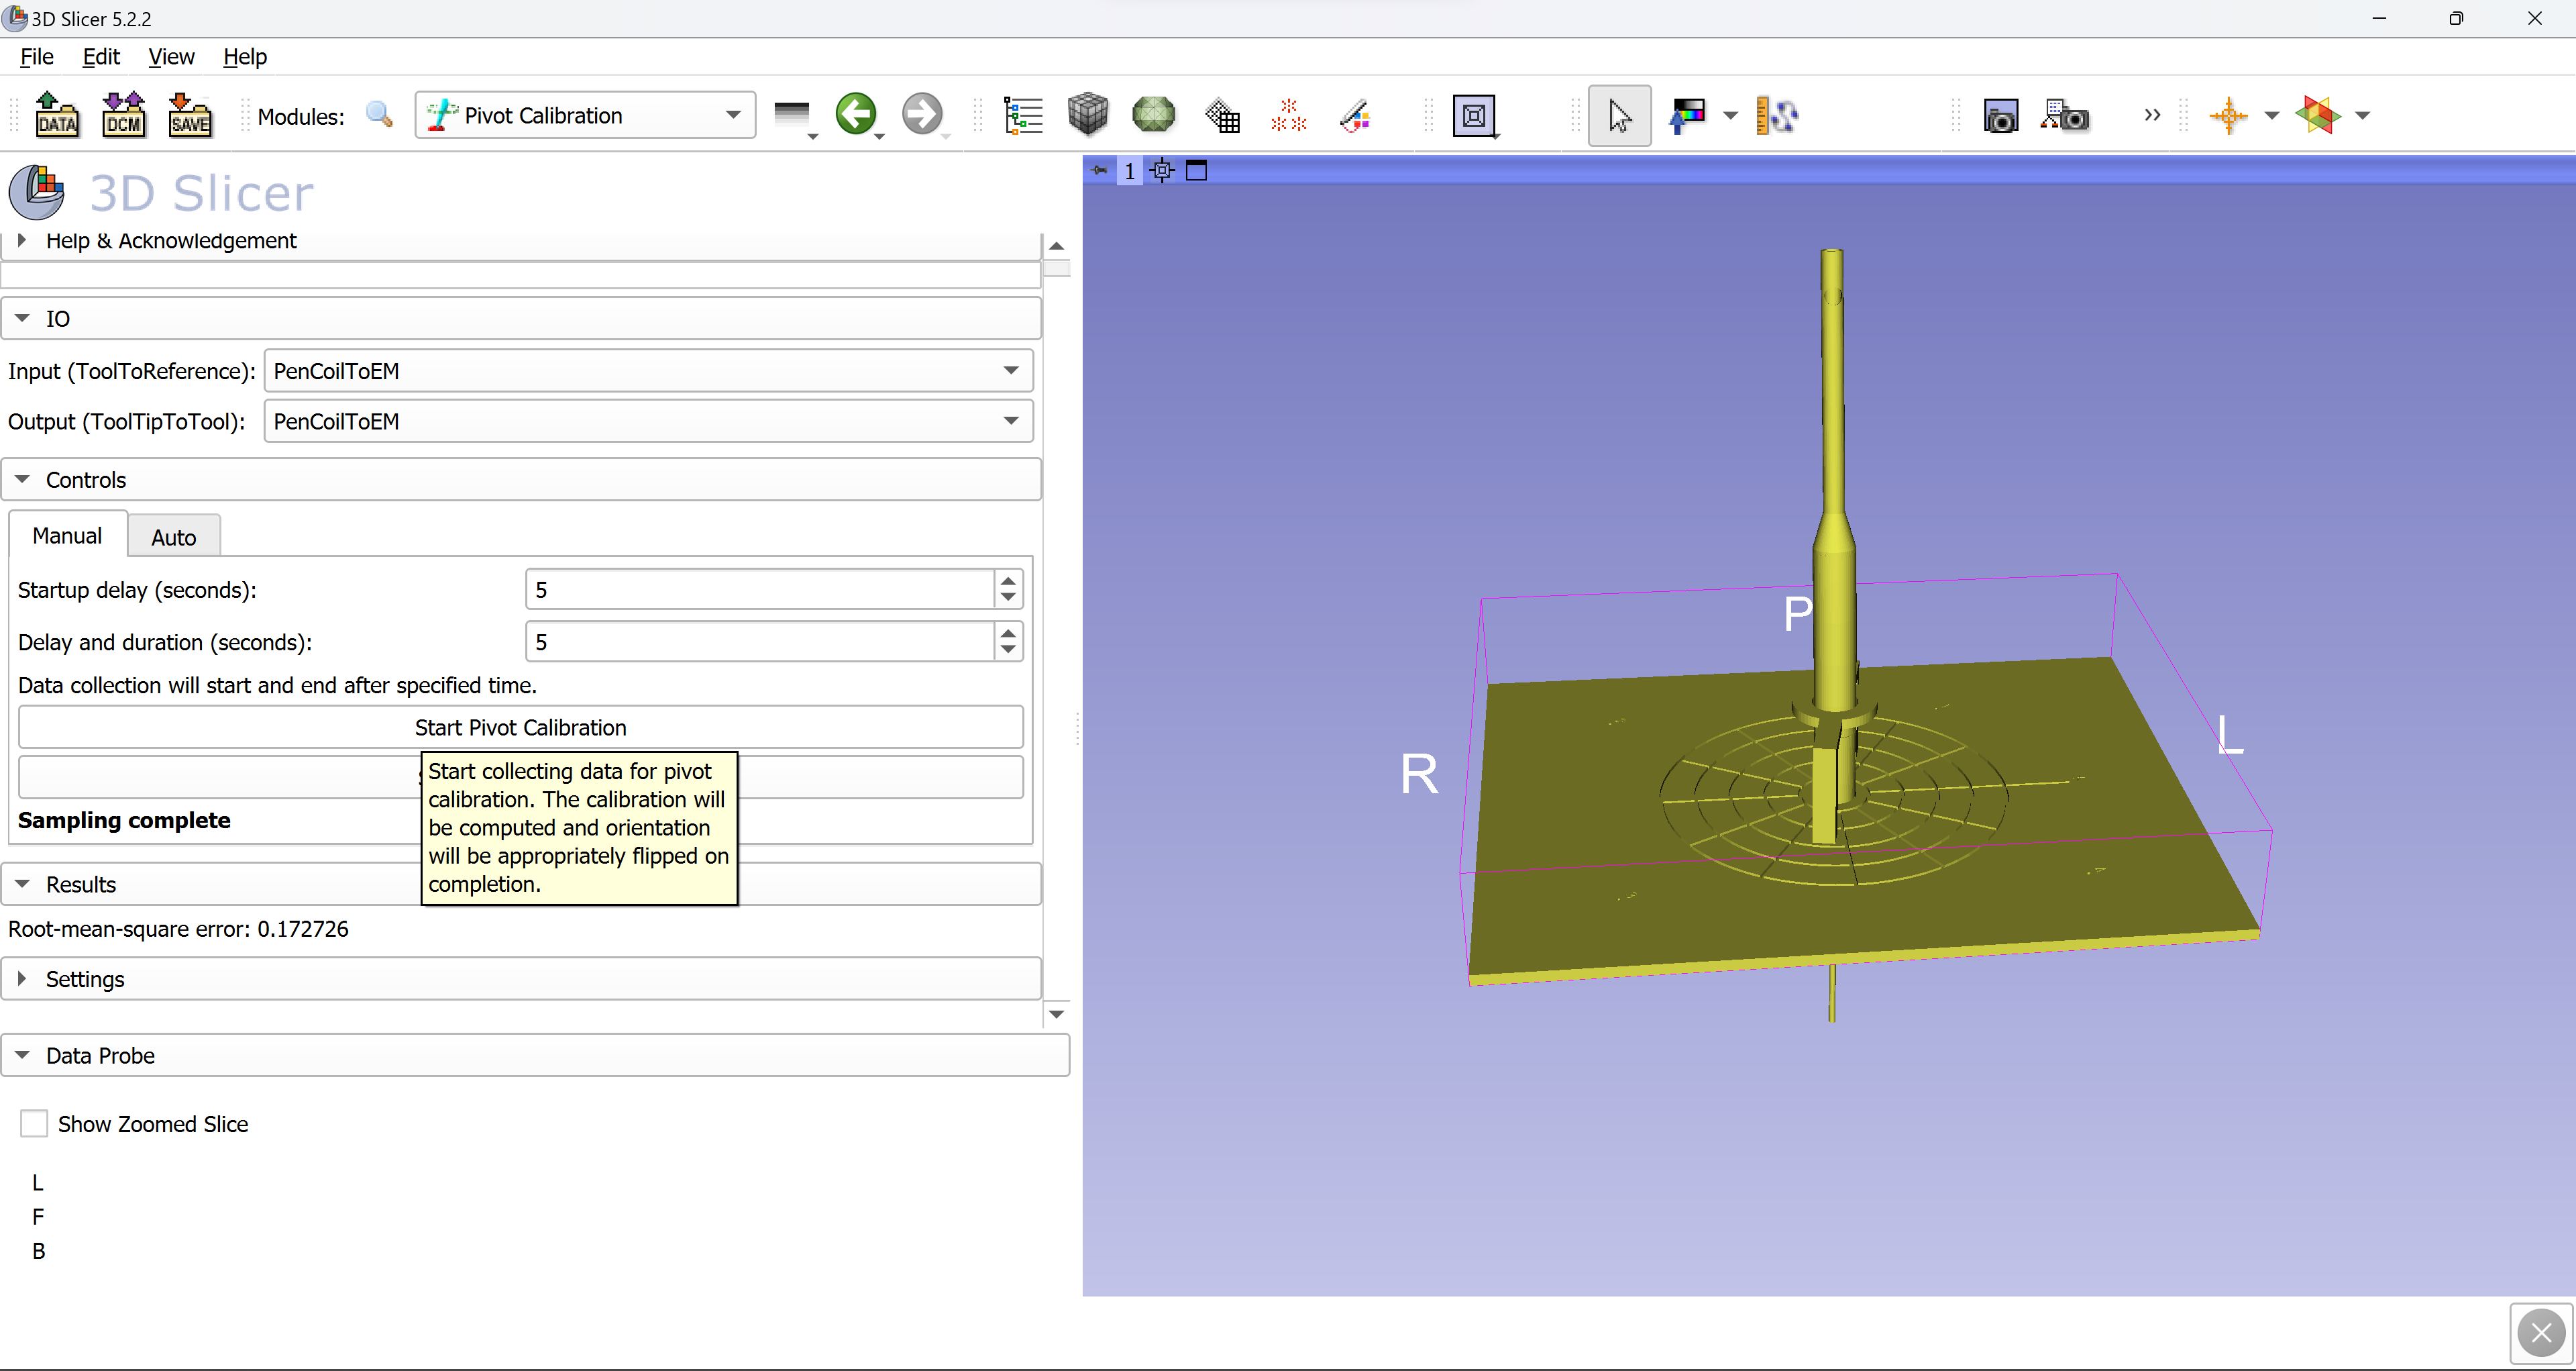 3D Slicer 5.2.2
File Edit View Help
DATA DCM SAVE Modules: Pivot Calibration
3D Slicer
Help & Acknowledgement
IO
Input (ToolToReference): PenCoilToEM
Output (ToolTipToTool): PenCoilToEM
Controls
Manual Auto
Startup delay (seconds): 5
Delay and duration (seconds): 5
Data collection will start and end after specified time.
Start Pivot Calibration
Start collecting data for pivot
calibration. The calibration will
be computed and orientation
will be appropriately flipped on
completion.
Sampling complete
Results
Root-mean-square error: 0.172726
Settings
Data Probe
Show Zoomed Slice
L
F
B
1
P
R
L